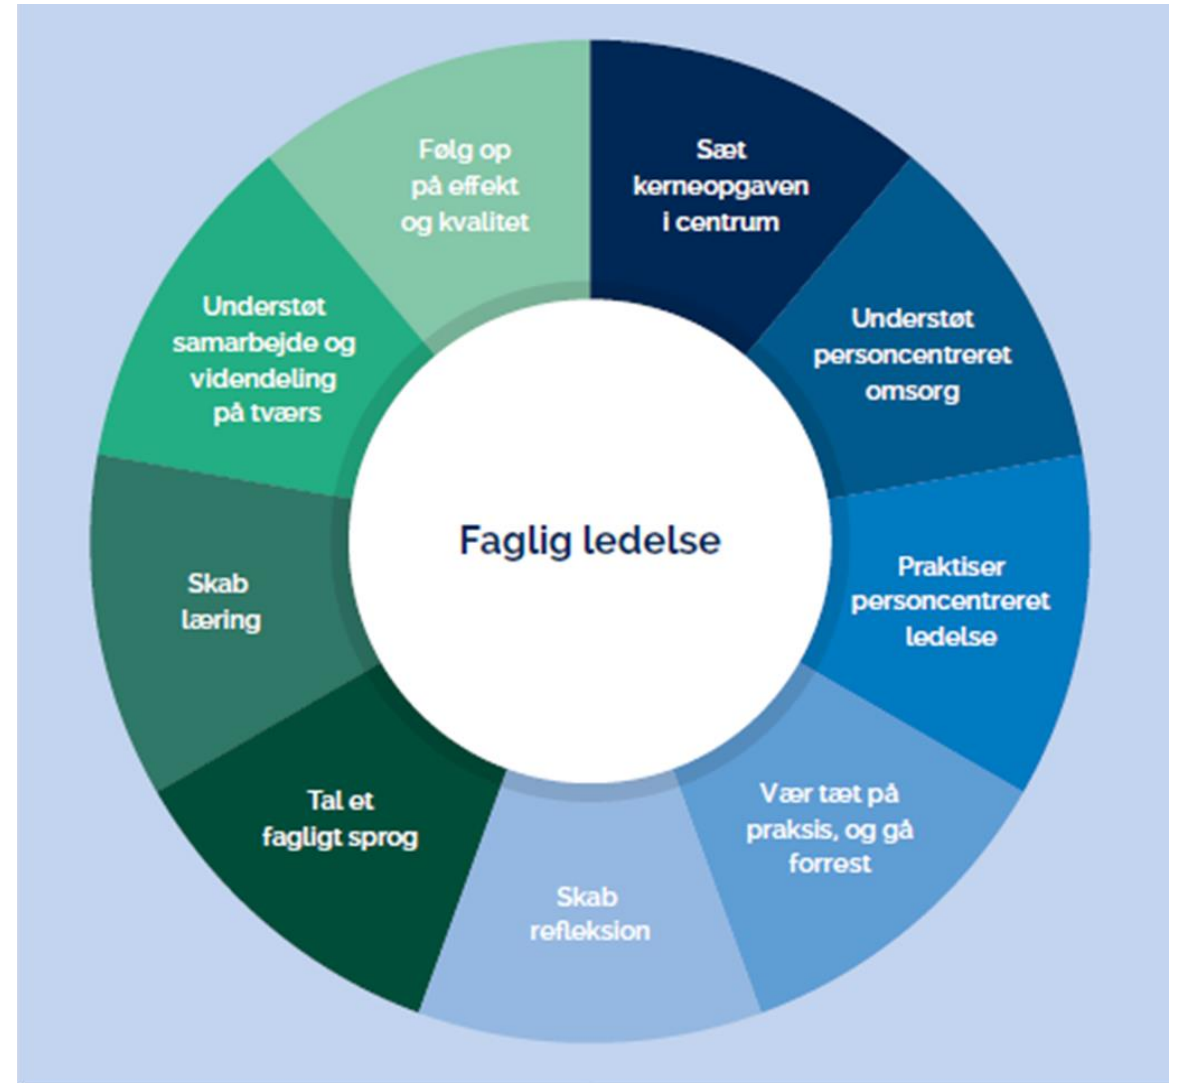 Faglig ledelse
Sæt
kerneopgaven
i centrum
Understøt
personcentreret
omsorg
Praktiser
personcentreret
ledelse
Vær tæt på
praksis, og gå
forrest
Skab
refleksion
Tal et
fagligt sprog
Skab
læring
Understøt
samarbejde og
videndeling
på tværs
Følg op
på effekt
og kvalitet